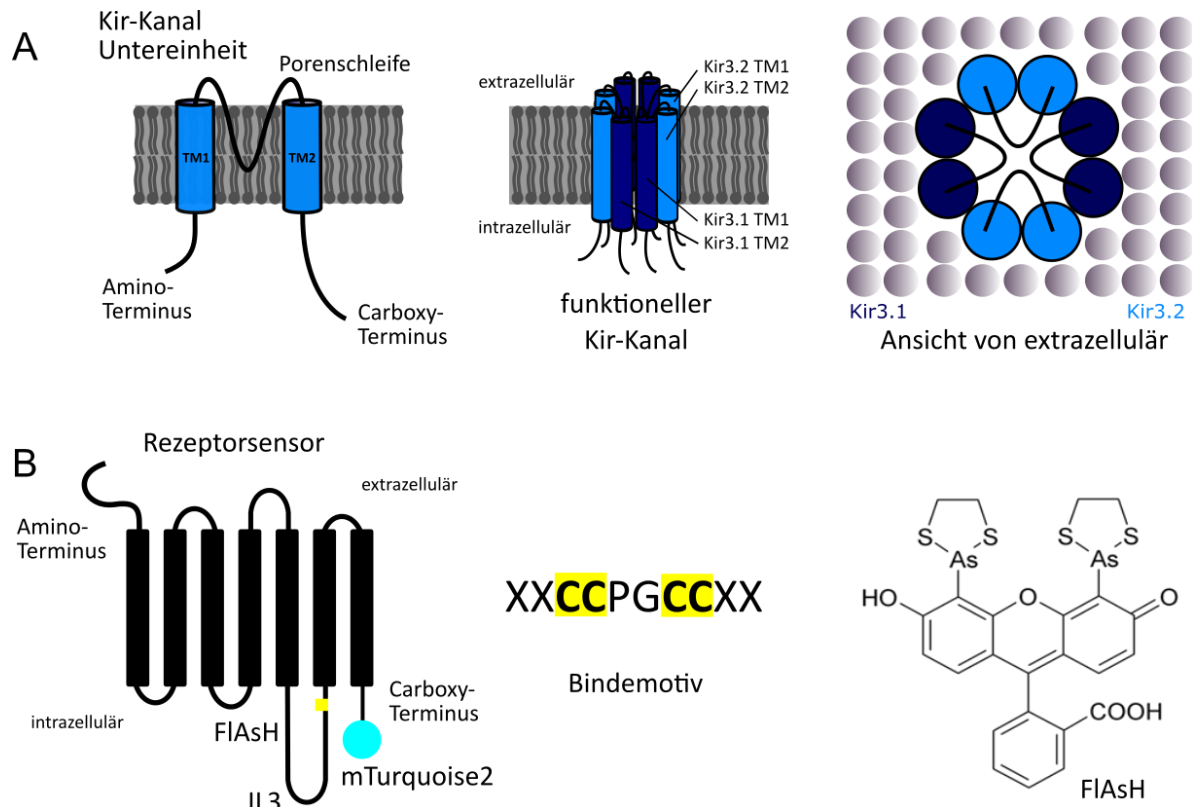 A
Kir-Kanal
Untereinheit
Porenschleife
TM1
TM2
Amino-
Terminus
Carboxy-
Terminus
extrazellulär
intrazellulär
Kir3.2 TM1
Kir3.2 TM2
Kir3.1 TM1
Kir3.1 TM2
funktioneller
Kir-Kanal
Kir3.1
Kir3.2
Ansicht von extrazellulär
B
Rezeptorsensor
extrazellulär
Amino-
Terminus
intrazellulär
FlAsH
Carboxy-
Terminus
mTurquoise2
IL3
XXCCPGCCXX
Bindemotiv
S
S
S
S
As
As
HO
O
O
COOH
FlAsH